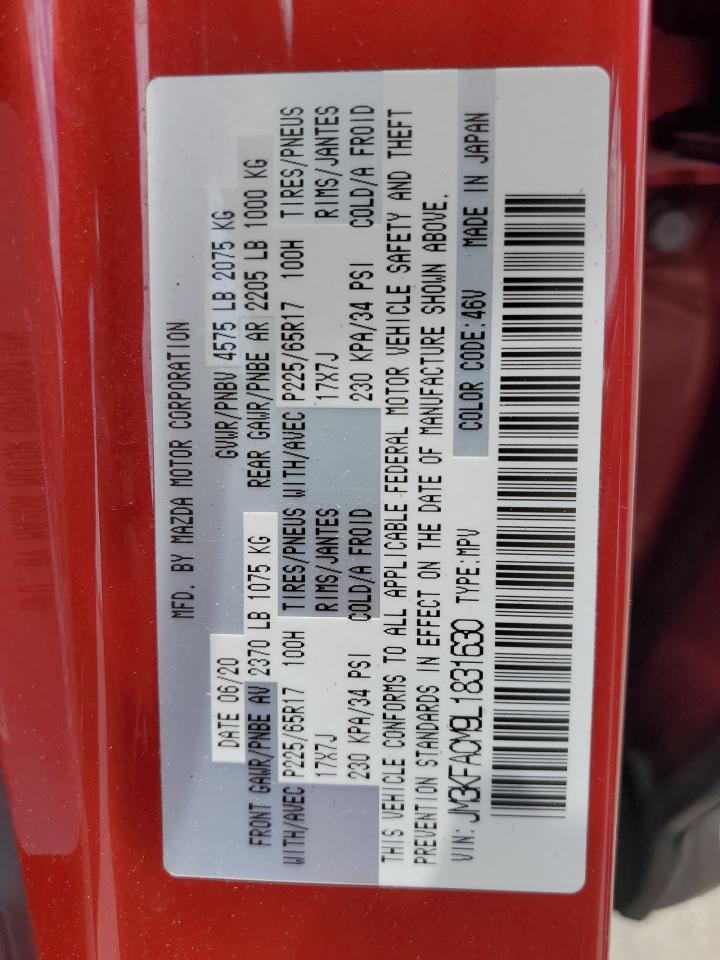 MFD. BY MAZDA MOTOR CORPORATION
DATE 06/20 GVWR/PNBV 4575 LB 2075 KG
FRONT GAWR/PNBE AV 2370 LB 1075 KG REAR GAWR/PNBE AR 2205 LB 1000 KG
WITH/AVEC P225/65R17 100H TIRES/PNEUS WITH/AVEC P225/65R17 100H TIRES/PNEUS
17X7J RIMS/JANTES 17X7J RIMS/JANTES
230 KPA/34 PSI COLD/A FROID 230 KPA/34 PSI COLD/A FROID
THIS VEHICLE CONFORMS TO ALL APPLICABLE FEDERAL MOTOR VEHICLE SAFETY AND THEFT
PREVENTION STANDARDS IN EFFECT ON THE DATE OF MANUFACTURE SHOWN ABOVE.
VIN: JM3KFACM9L1831630 TYPE:MPV COLOR CODE:46V MADE IN JAPAN